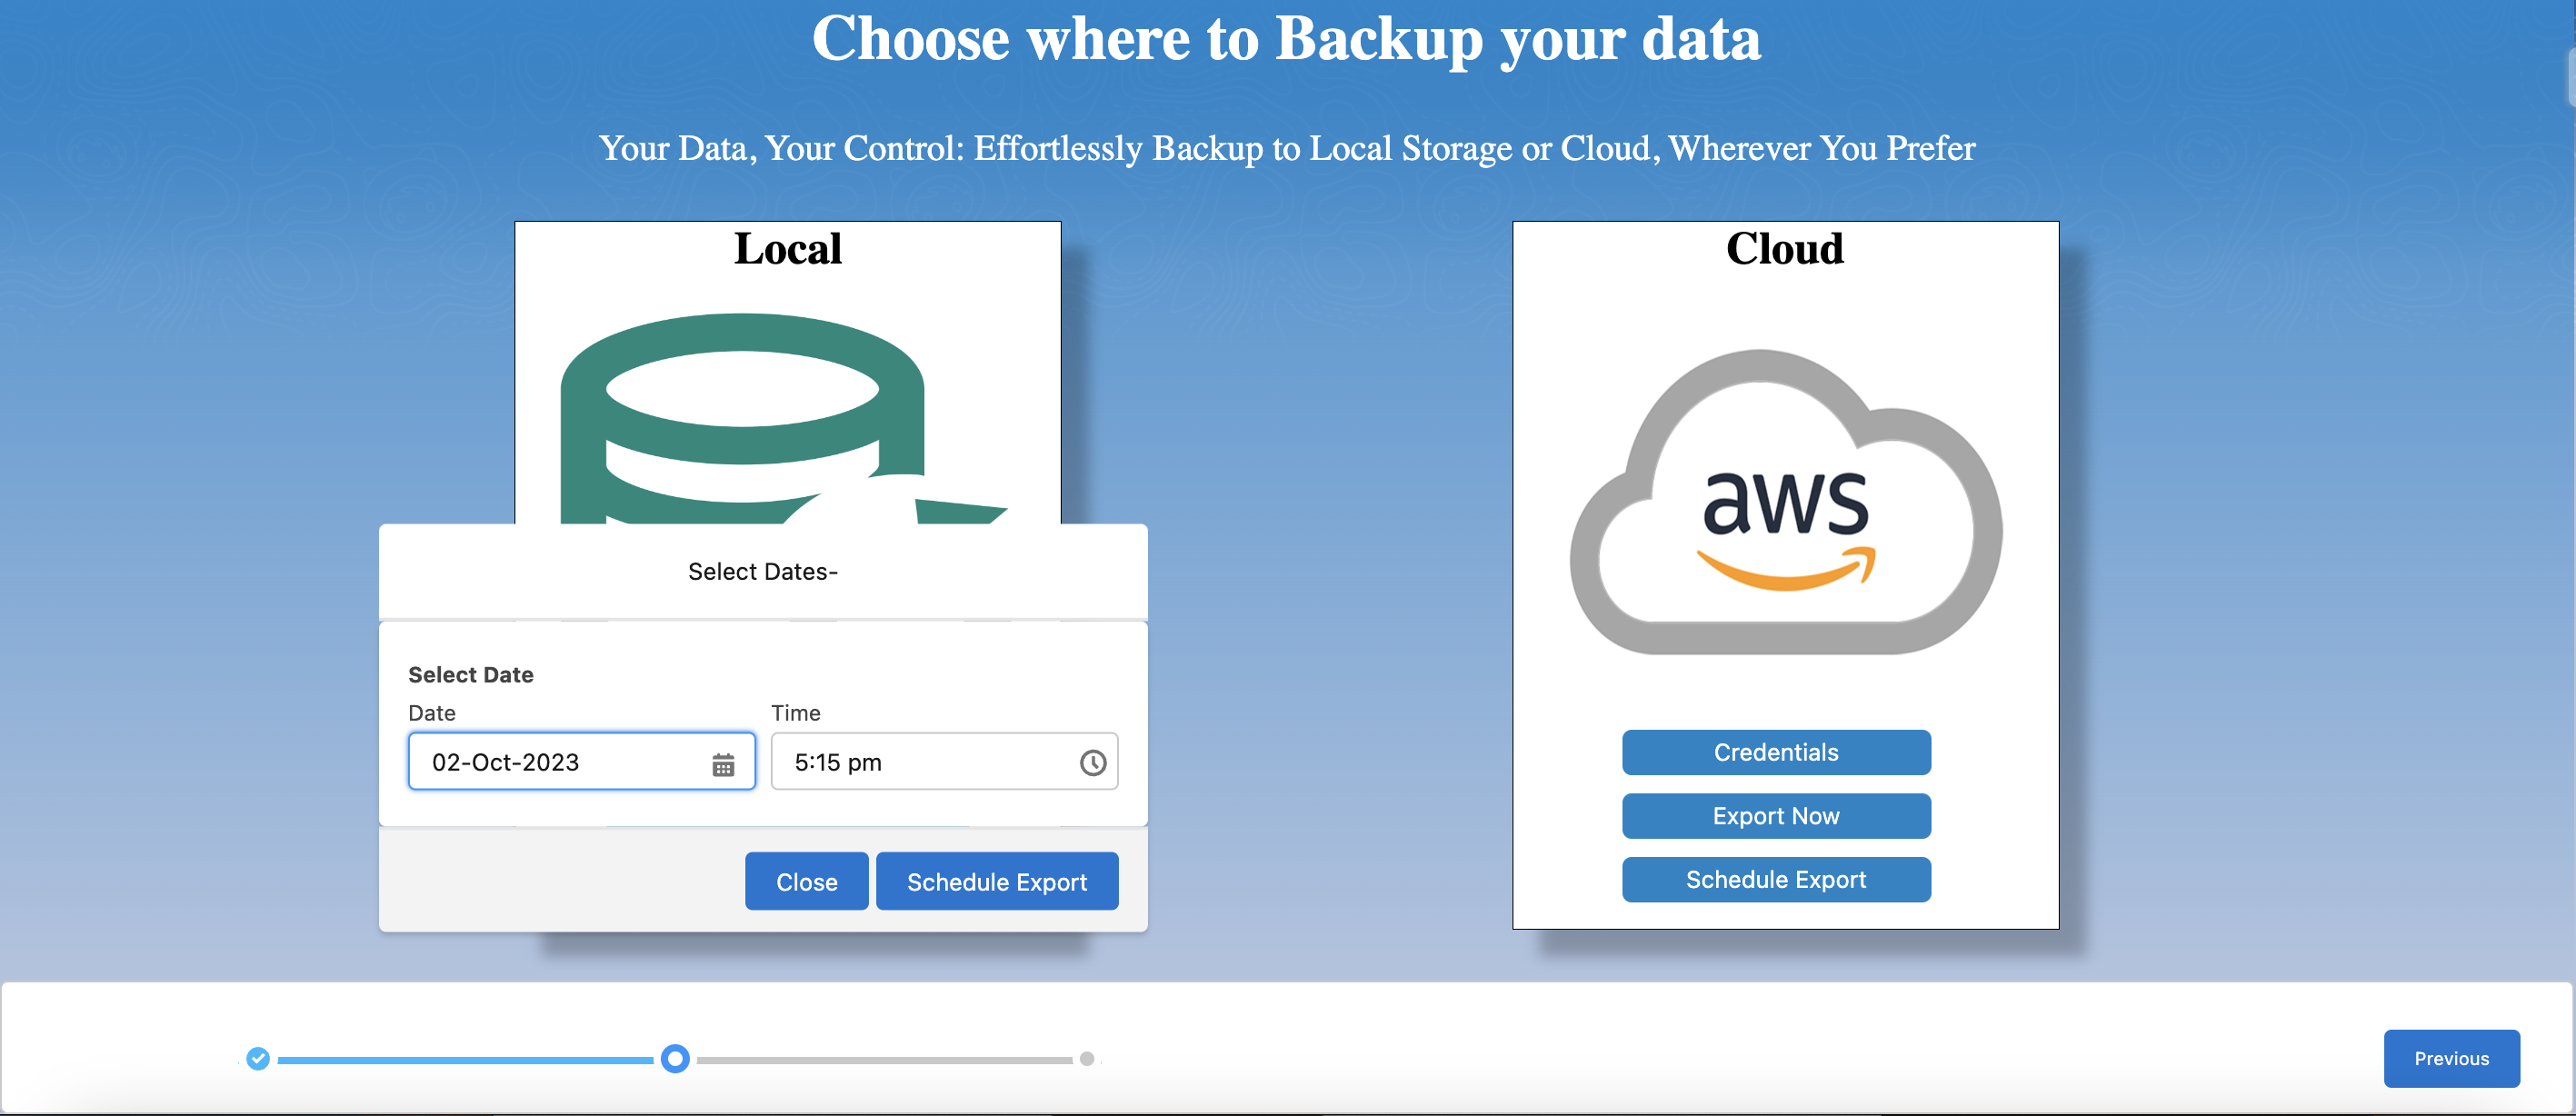 Choose where to Backup your data
Your Data, Your Control: Effortlessly Backup to Local Storage or Cloud, Wherever You Prefer
Local
Select Dates-
Select Date
Date
Time
02-Oct-2023
5:15 pm
Close
Schedule Export
Cloud
aws
Credentials
Export Now
Schedule Export
Previous